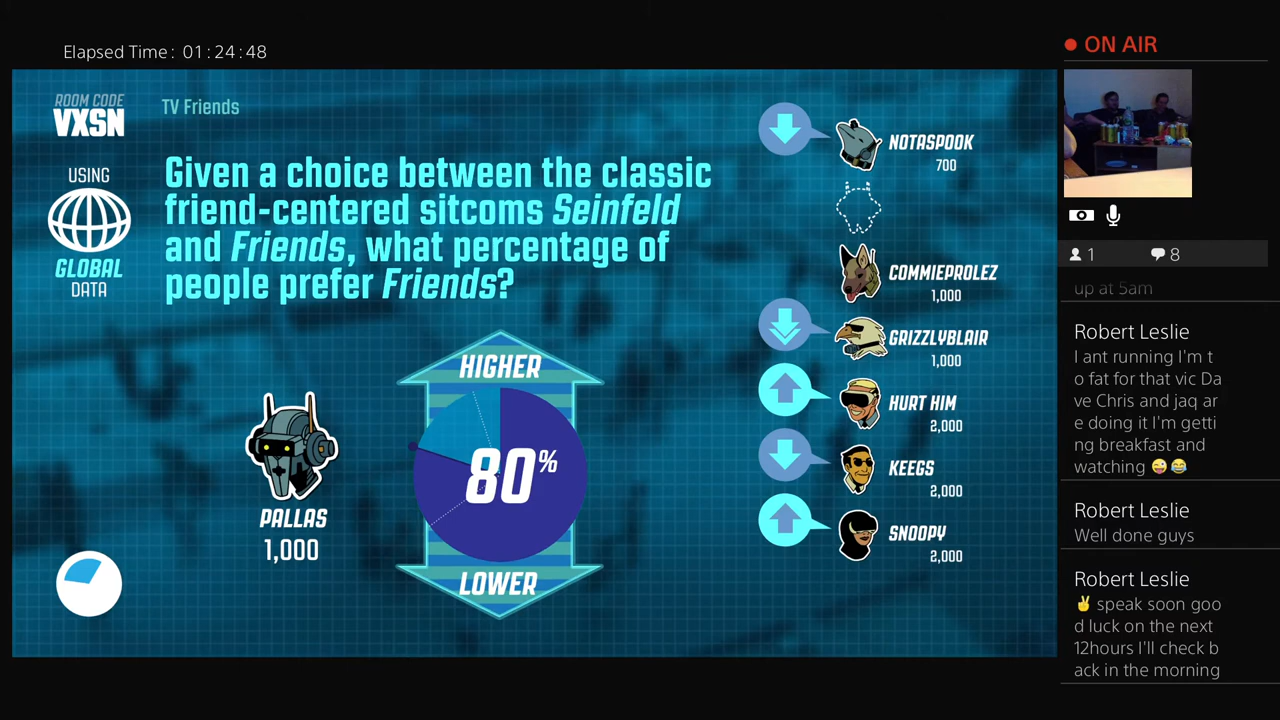 Elapsed Time: 01:24:48
ON AIR
ROOM CODE
VXSN
TV Friends
USING
GLOBAL
DATA
Given a choice between the classic
friend-centered sitcoms Seinfeld
and Friends, what percentage of
people prefer Friends?
HIGHER
80%
LOWER
PALLAS
1,000
NOTASPOOK
700
COMMIEPROLEZ
1,000
GRIZZLYBLAIR
1,000
HURT HIM
2,000
KEEGS
2,000
SNOOPY
2,000
1
8
up at 5am
Robert Leslie
I ant running I'm t
o fat for that vic Da
ve Chris and jaq ar
e doing it I'm getti
ng breakfast and
watching 😜😂
Robert Leslie
Well done guys
Robert Leslie
✌ speak soon goo
d luck on the next
12hours I'll check b
ack in the morning